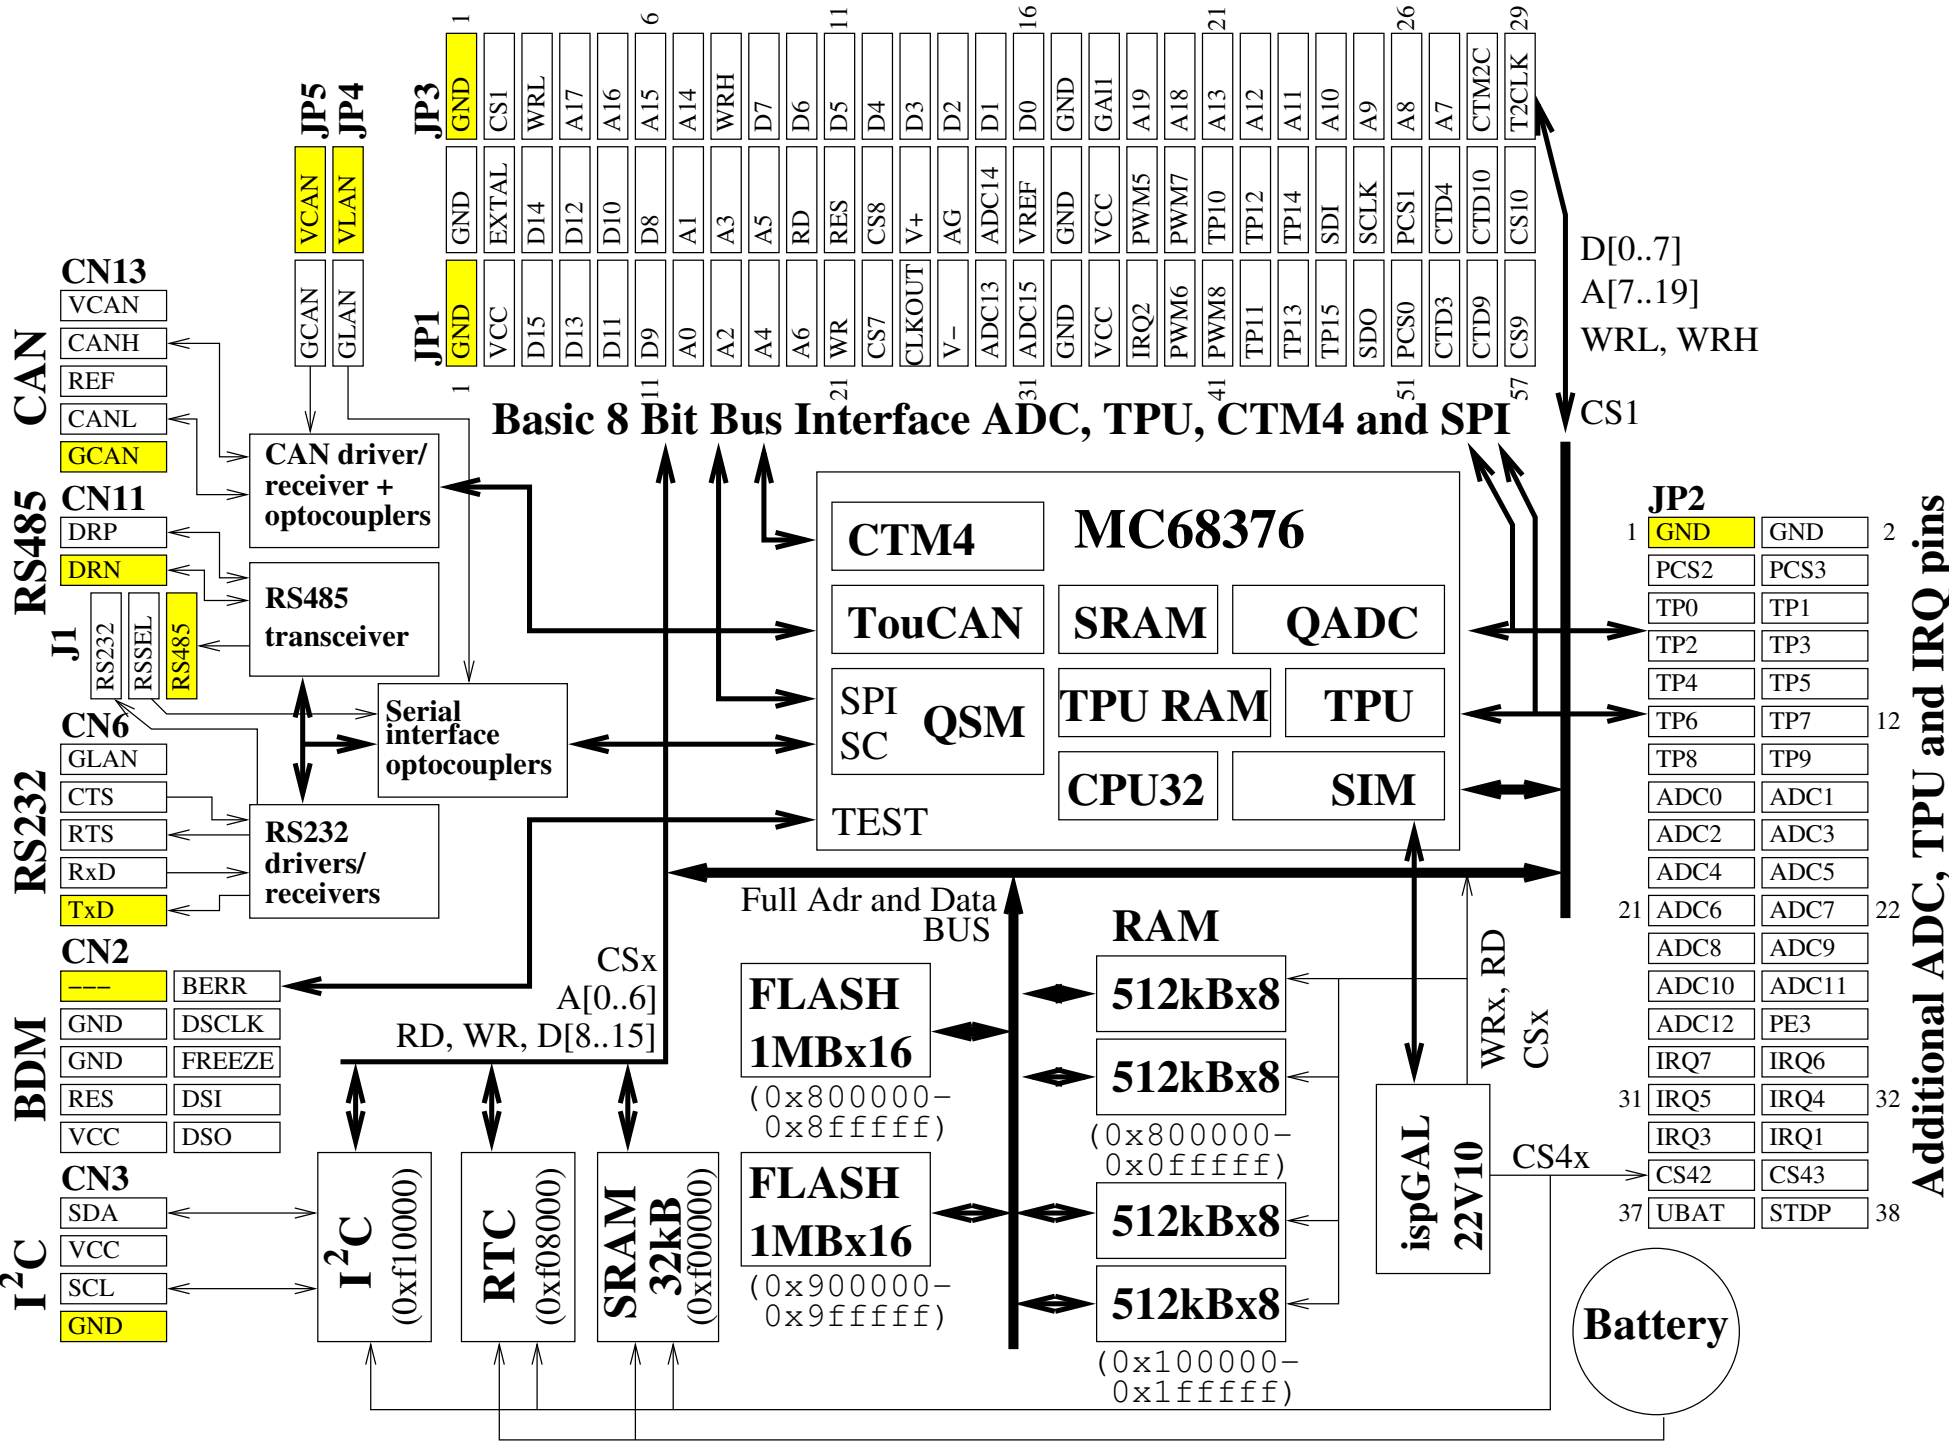 1 6 11 16 21 26 29
JP3
GND CS1 WRL A17 A16 A15 A14 WRH D7 D6 D5 D4 D3 D2 D1 D0 GND GAI1 A19 A18 A13 A12 A11 A10 A9 A8 A7 CTM2C T2CLK
GND EXTAL D14 D12 D10 D8 A1 A3 A5 RD RES CS8 V+ AG ADC14 VREF GND VCC PWM5 PWM7 TP10 TP12 TP14 SDI SCLK PCS1 CTD4 CTD10 CS10
JP1
GND VCC D15 D13 D11 D9 A0 A2 A4 A6 WR CS7 CLKOUT V− ADC13 ADC15 GND VCC IRQ2 PWM6 PWM8 TP11 TP13 TP15 SDO PCS0 CTD3 CTD9 CS9
1 11 21 31 41 51 57
Basic 8 Bit Bus Interface ADC, TPU, CTM4 and SPI
JP5
VCAN
GCAN
JP4
VLAN
GLAN
CAN
CN13
VCAN
CANH
REF
CANL
GCAN
CAN driver/
receiver +
optocouplers
RS485
CN11
DRP
DRN
RS485
transceiver
J1
RS232
RSSEL
RS485
Serial
interface
optocouplers
RS232
CN6
GLAN
CTS
RTS
RxD
TxD
RS232
drivers/
receivers
BDM
CN2
−−− BERR
GND DSCLK
GND FREEZE
RES DSI
VCC DSO
I2C
CN3
SDA
VCC
SCL
GND
MC68376
CTM4
TouCAN
SRAM
QADC
SPI
SC
QSM
TPU RAM
TPU
CPU32
SIM
TEST
D[0..7]
A[7..19]
WRL, WRH
CS1
Full Adr and Data
BUS
CSx
A[0..6]
RD, WR, D[8..15]
I2C
(0xf10000)
RTC
(0xf08000)
SRAM
32kB
(0xf00000)
FLASH
1MBx16
(0x800000−
0x8fffff)
FLASH
1MBx16
(0x900000−
0x9fffff)
RAM
512kBx8
512kBx8
(0x800000−
0x0fffff)
512kBx8
512kBx8
(0x100000−
0x1fffff)
WRx, RD
CSx
ispGAL
22V10
CS4x
Battery
JP2
1 GND GND 2
PCS2 PCS3
TP0 TP1
TP2 TP3
TP4 TP5
TP6 TP7 12
TP8 TP9
ADC0 ADC1
ADC2 ADC3
ADC4 ADC5
21 ADC6 ADC7 22
ADC8 ADC9
ADC10 ADC11
ADC12 PE3
IRQ7 IRQ6
31 IRQ5 IRQ4 32
IRQ3 IRQ1
CS42 CS43
37 UBAT STDP 38
Additional ADC, TPU and IRQ pins